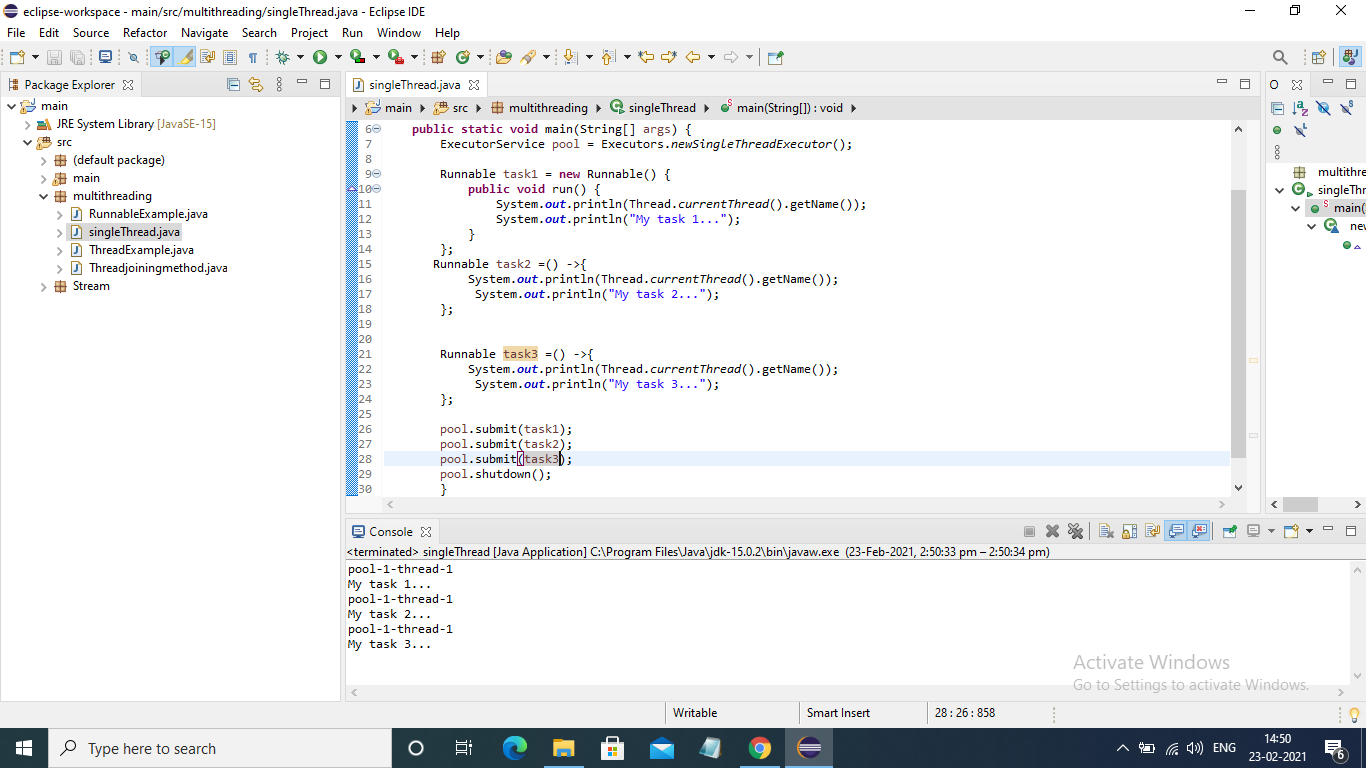 eclipse-workspace - main/src/multithreading/singleThread.java - Eclipse IDE
File Edit Source Refactor Navigate Search Project Run Window Help
Package Explorer
main
JRE System Library [JavaSE-15]
src
(default package)
main
multithreading
RunnableExample.java
singleThread.java
ThreadExample.java
Threadjoiningmethod.java
Stream
singleThread.java
main src multithreading singleThread main(String[]) : void
6 public static void main(String[] args) {
7 ExecutorService pool = Executors.newSingleThreadExecutor();
8
9 Runnable task1 = new Runnable() {
10 public void run() {
11 System.out.println(Thread.currentThread().getName());
12 System.out.println("My task 1...");
13 }
14 };
15 Runnable task2 =() ->{
16 System.out.println(Thread.currentThread().getName());
17 System.out.println("My task 2...");
18 };
19
20
21 Runnable task3 =() ->{
22 System.out.println(Thread.currentThread().getName());
23 System.out.println("My task 3...");
24 };
25
26 pool.submit(task1);
27 pool.submit(task2);
28 pool.submit(task3);
29 pool.shutdown();
30 }
O
multithre
singleThr
main(
nev
Console
<terminated> singleThread [Java Application] C:\Program Files\Java\jdk-15.0.2\bin\javaw.exe (23-Feb-2021, 2:50:33 pm – 2:50:34 pm)
pool-1-thread-1
My task 1...
pool-1-thread-1
My task 2...
pool-1-thread-1
My task 3...
Activate Windows
Go to Settings to activate Windows.
Writable Smart Insert 28 : 26 : 858
Type here to search
ENG
14:50
23-02-2021
6